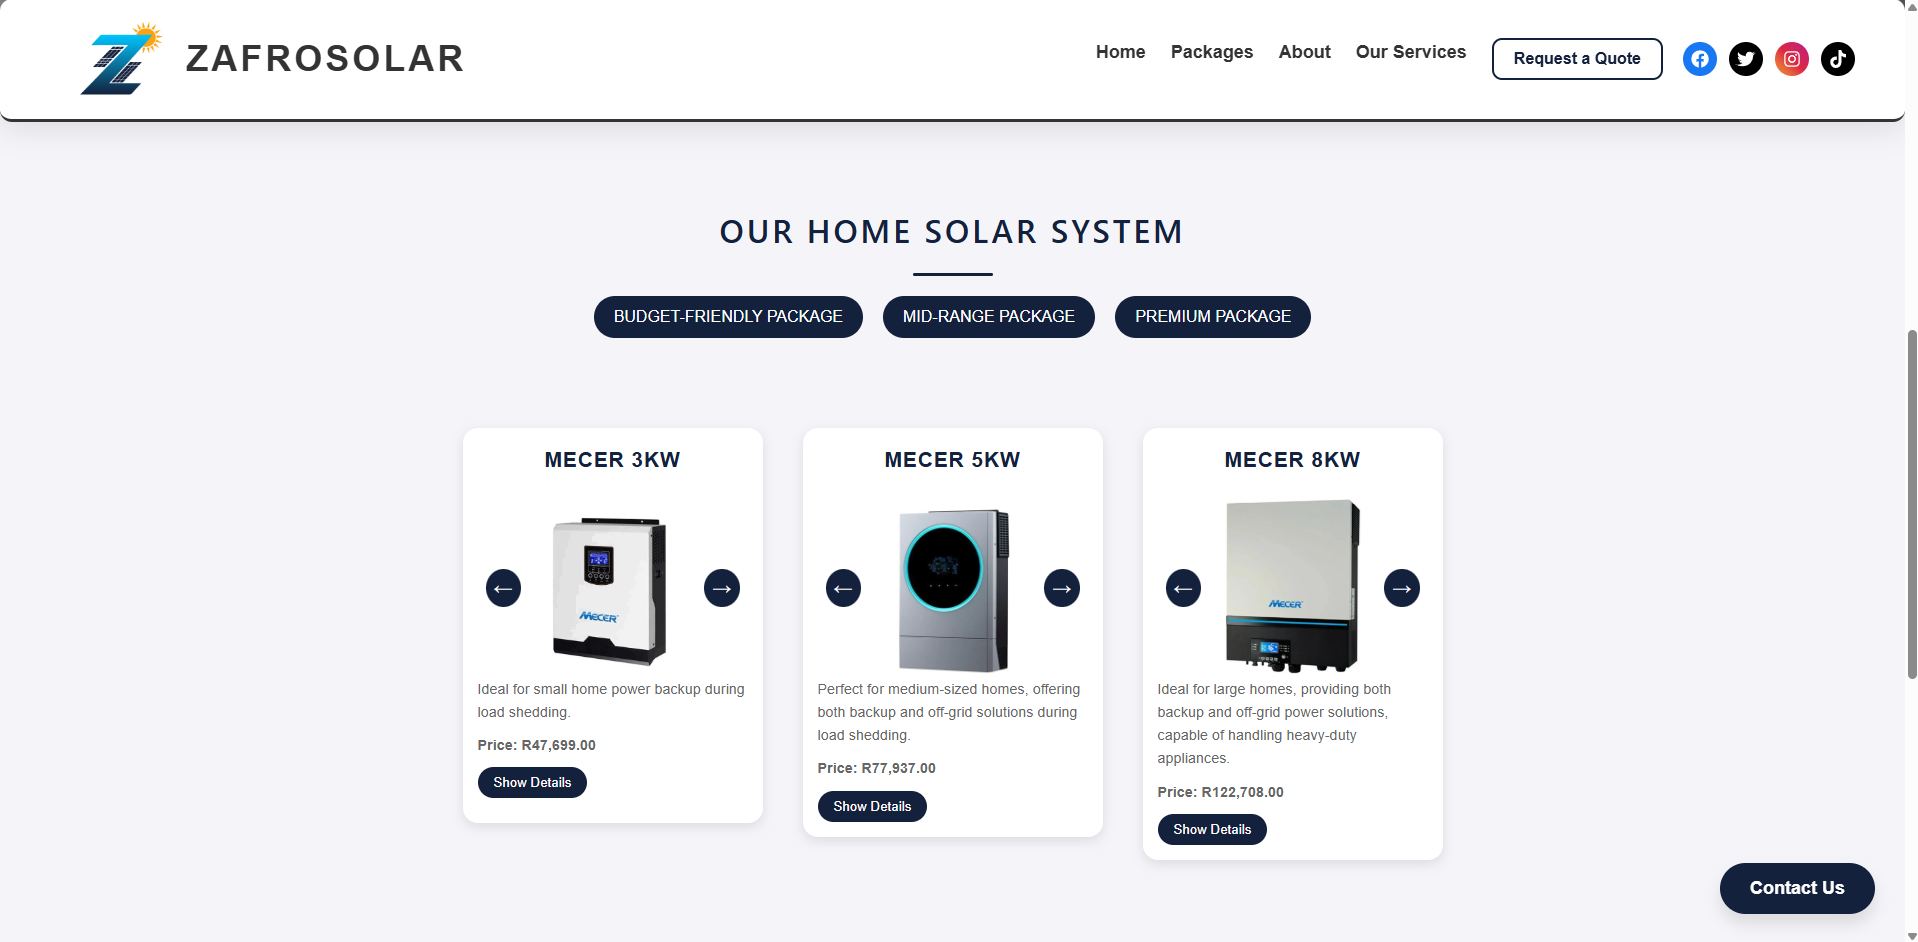 ZAFROSOLAR
Home Packages About Our Services Request a Quote
OUR HOME SOLAR SYSTEM
BUDGET-FRIENDLY PACKAGE MID-RANGE PACKAGE PREMIUM PACKAGE
MECER 3KW
MECER
← →
Ideal for small home power backup during
load shedding.
Price: R47,699.00
Show Details
MECER 5KW
← →
Perfect for medium-sized homes, offering
both backup and off-grid solutions during
load shedding.
Price: R77,937.00
Show Details
MECER 8KW
MECER
← →
Ideal for large homes, providing both
backup and off-grid power solutions,
capable of handling heavy-duty
appliances.
Price: R122,708.00
Show Details
Contact Us